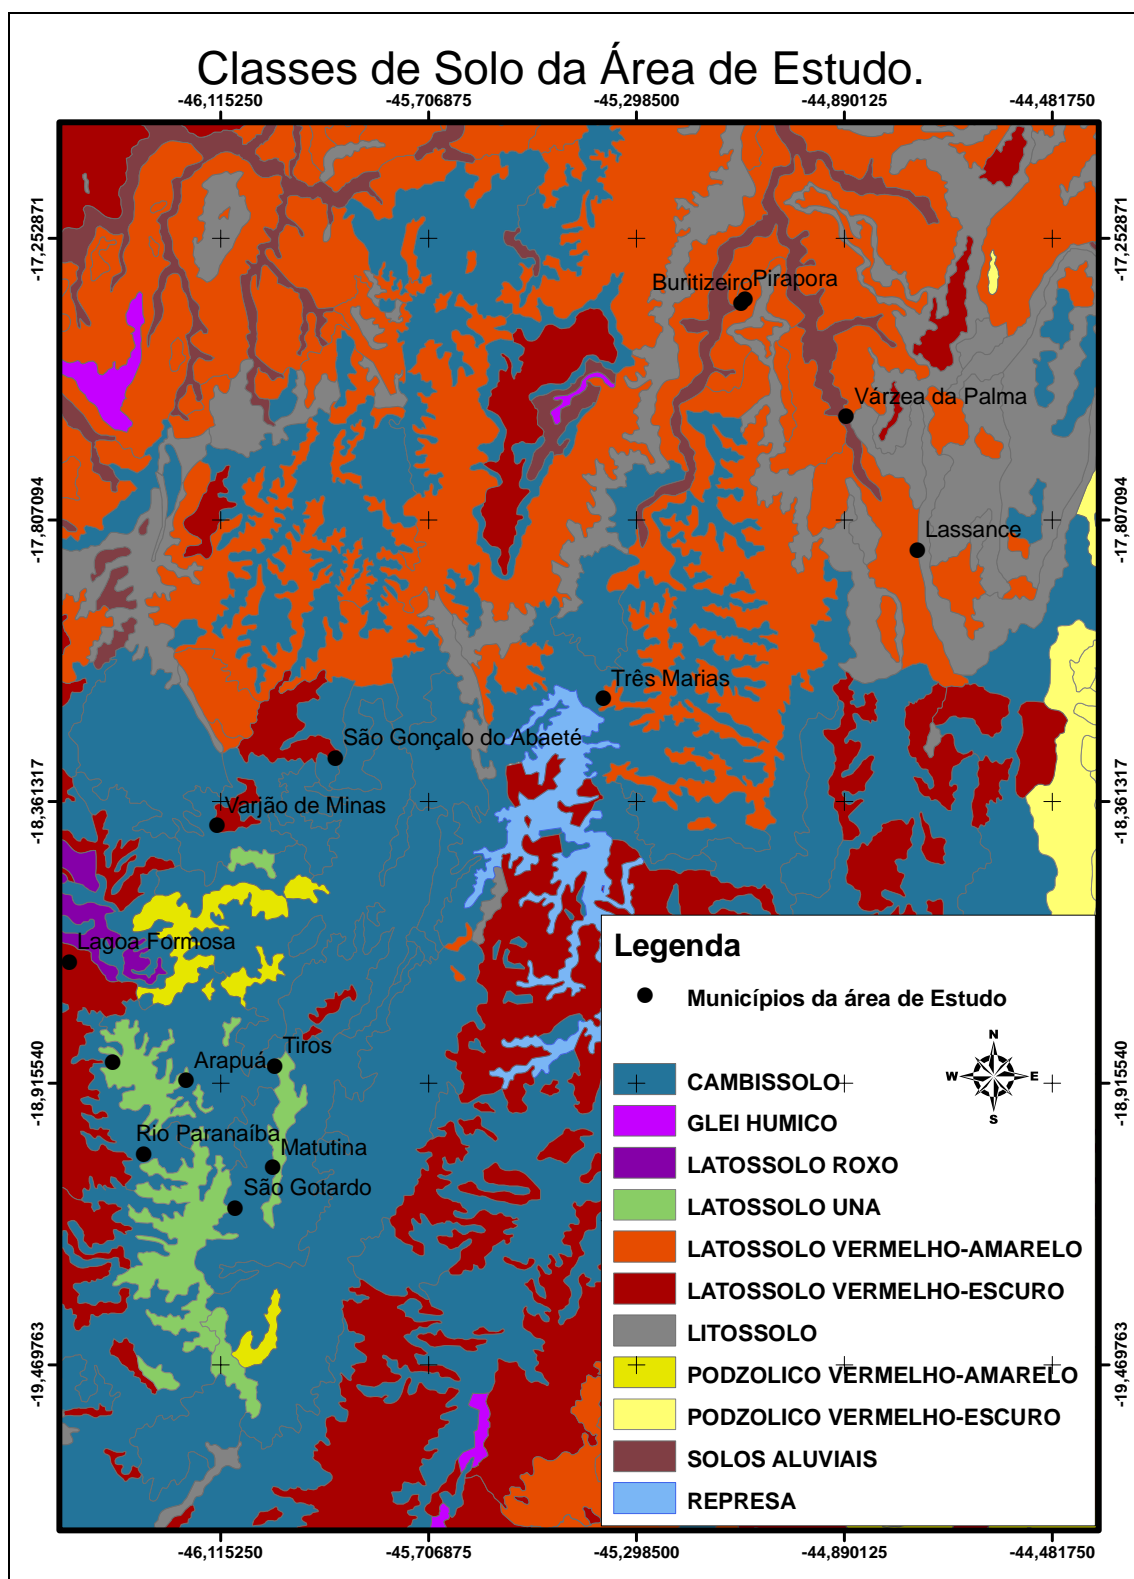 Classes de Solo da Área de Estudo.
-46,115250 -45,706875 -45,298500 -44,890125 -44,481750
-17,252871 -17,252871
Buritizeiro Pirapora
Várzea da Palma
-17,807094 -17,807094
Lassance
Três Marias
São Gonçalo do Abaeté
-18,361317 -18,361317
Varjão de Minas
Lagoa Formosa
Legenda
Municípios da área de Estudo
N
W E
S
Tiros
Arapuá
-18,915540 -18,915540
CAMBISSOLO
GLEI HUMICO
Rio Paranaíba
Matutina
LATOSSOLO ROXO
São Gotardo
LATOSSOLO UNA
LATOSSOLO VERMELHO-AMARELO
LATOSSOLO VERMELHO-ESCURO
LITOSSOLO
-19,469763 -19,469763
PODZOLICO VERMELHO-AMARELO
PODZOLICO VERMELHO-ESCURO
SOLOS ALUVIAIS
REPRESA
-46,115250 -45,706875 -45,298500 -44,890125 -44,481750